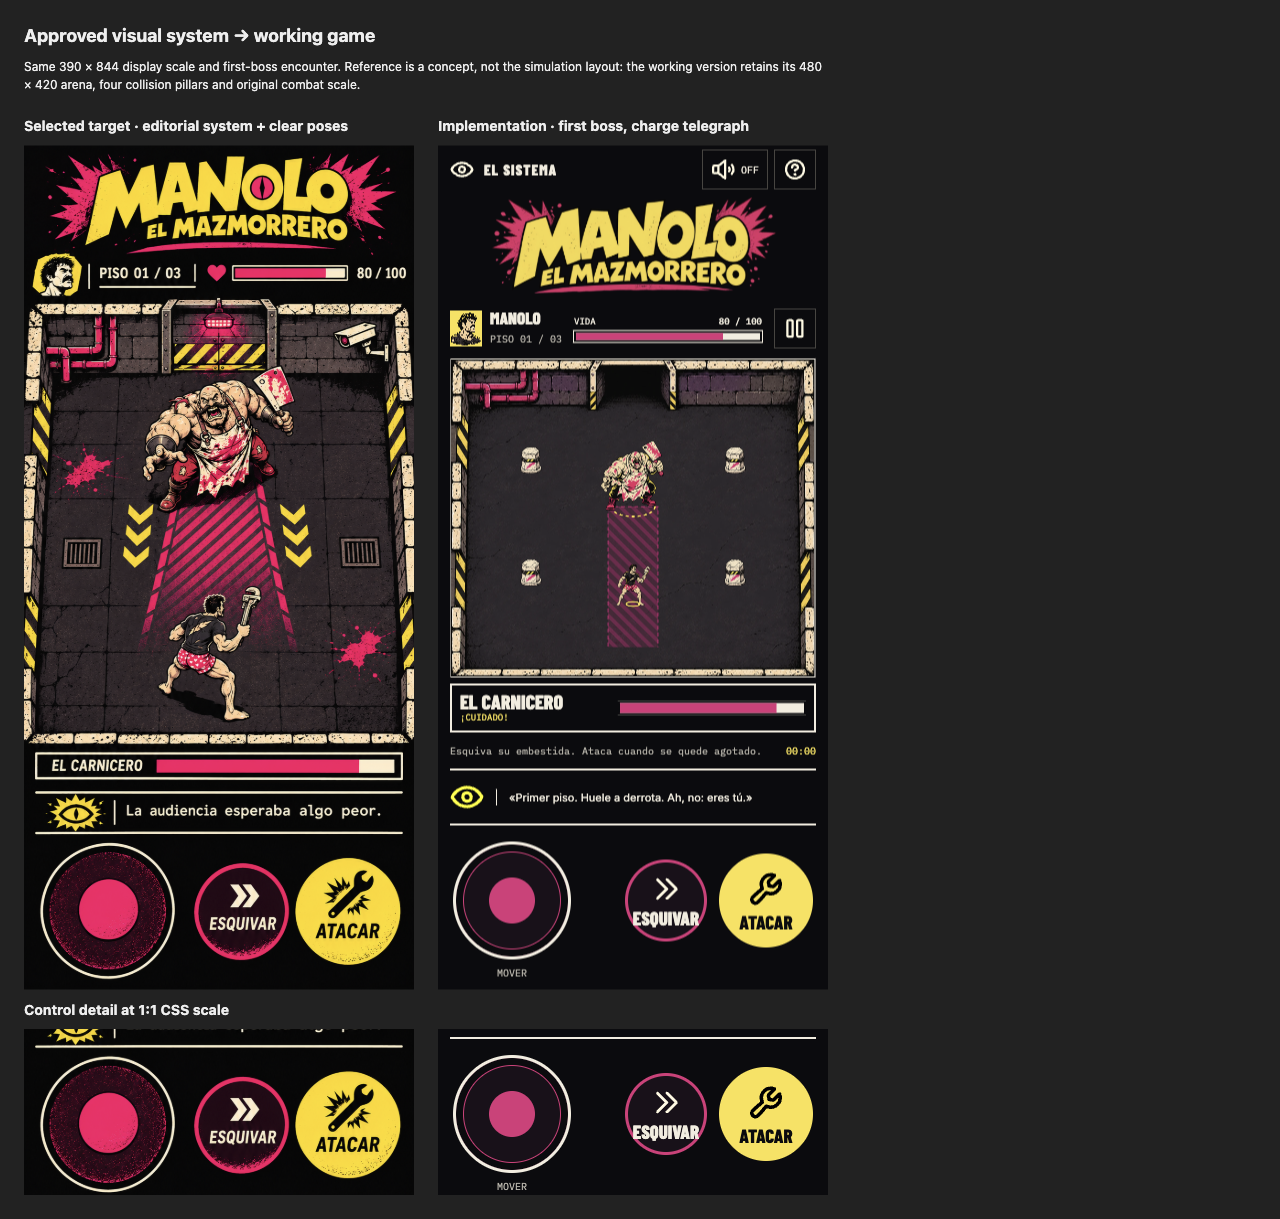 Approved visual system → working game
Same 390 × 844 display scale and first-boss encounter. Reference is a concept, not the simulation layout: the working version retains its 480
× 420 arena, four collision pillars and original combat scale.
Selected target · editorial system + clear poses
MANOLO
EL MAZMORRERO
PISO 01 / 03
80 / 100
EL CARNICERO
La audiencia esperaba algo peor.
ESQUIVAR
ATACAR
Implementation · first boss, charge telegraph
EL SISTEMA
OFF
MANOLO
EL MAZMORRERO
MANOLO
PISO 01 / 03
VIDA
80 / 100
EL CARNICERO
¡CUIDADO!
Esquiva su embestida. Ataca cuando se quede agotado.
00:00
«Primer piso. Huele a derrota. Ah, no: eres tú.»
ESQUIVAR
ATACAR
MOVER
Control detail at 1:1 CSS scale
ESQUIVAR
ATACAR
ESQUIVAR
ATACAR
MOVER